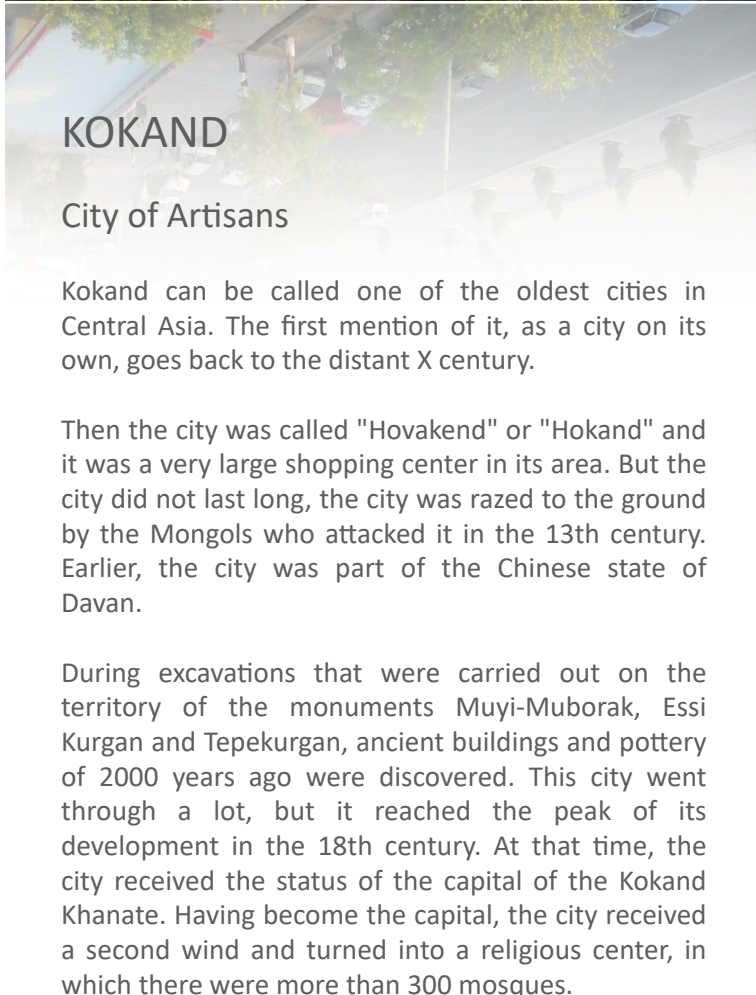 KOKAND
City of Artisans
Kokand can be called one of the oldest cities in
Central Asia. The first mention of it, as a city on its
own, goes back to the distant X century.
Then the city was called "Hovakend" or "Hokand" and
it was a very large shopping center in its area. But the
city did not last long, the city was razed to the ground
by the Mongols who attacked it in the 13th century.
Earlier, the city was part of the Chinese state of
Davan.
During excavations that were carried out on the
territory of the monuments Muyi-Muborak, Essi
Kurgan and Tepekurgan, ancient buildings and pottery
of 2000 years ago were discovered. This city went
through a lot, but it reached the peak of its
development in the 18th century. At that time, the
city received the status of the capital of the Kokand
Khanate. Having become the capital, the city received
a second wind and turned into a religious center, in
which there were more than 300 mosques.